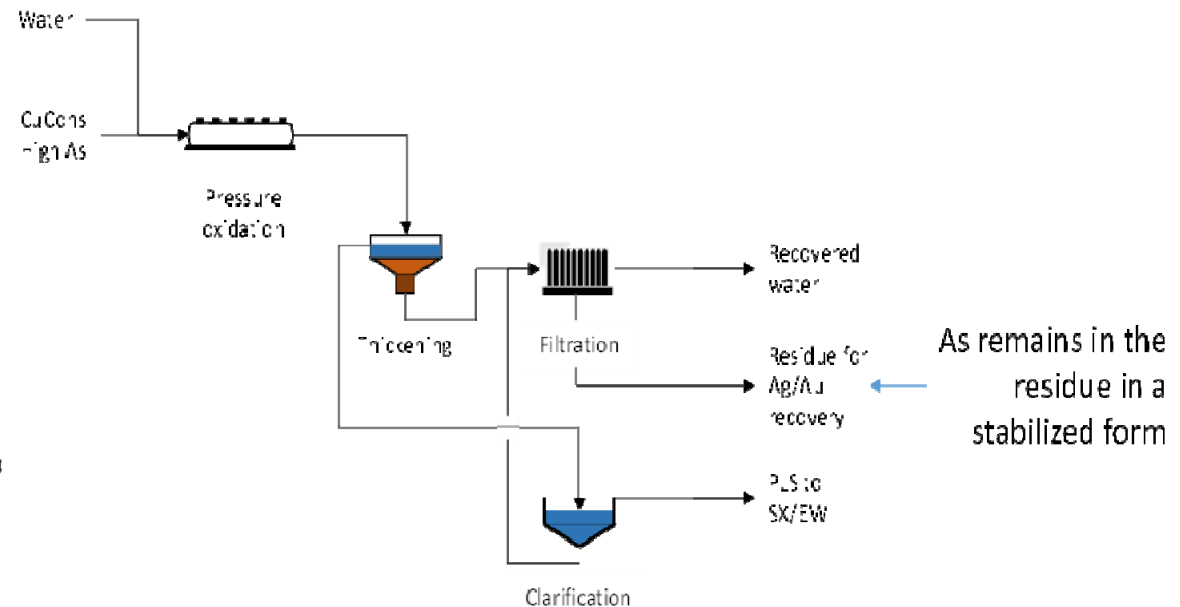 Water
CuCons
High As
Pressure
oxidation
Thickening
Filtration
Recovered
water
Residue for
Ag/Au
recovery
As remains in the
residue in a
stabilized form
PLS to
SX/EW
Clarification